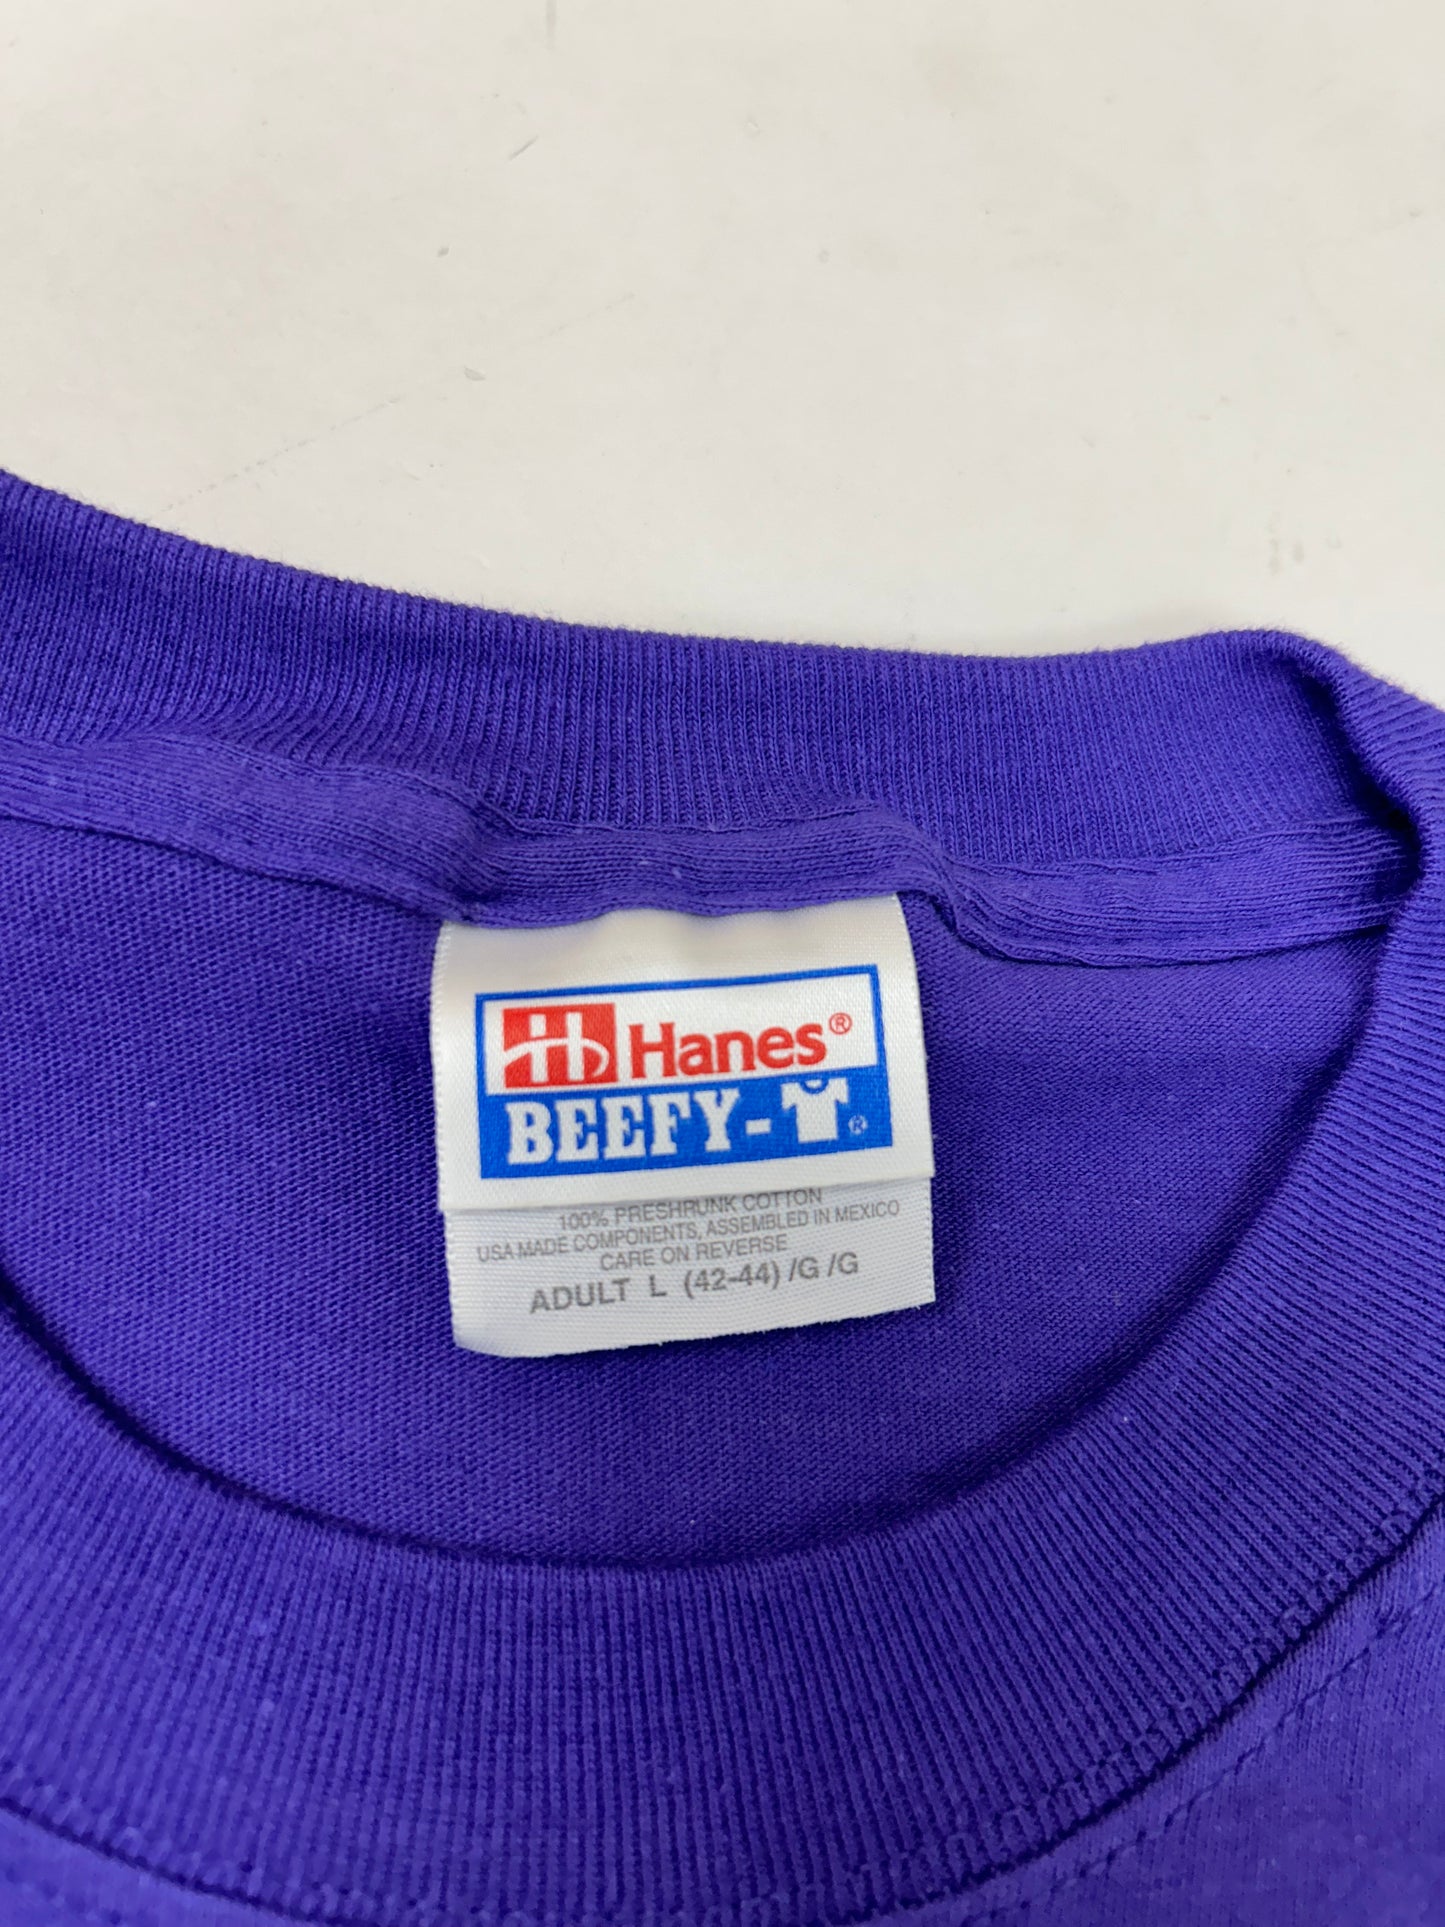 Hanes®
BEEFY-T®
100% PRESHRUNK COTTON
USA MADE COMPONENTS, ASSEMBLED IN MEXICO
CARE ON REVERSE
ADULT L (42-44) /G /G